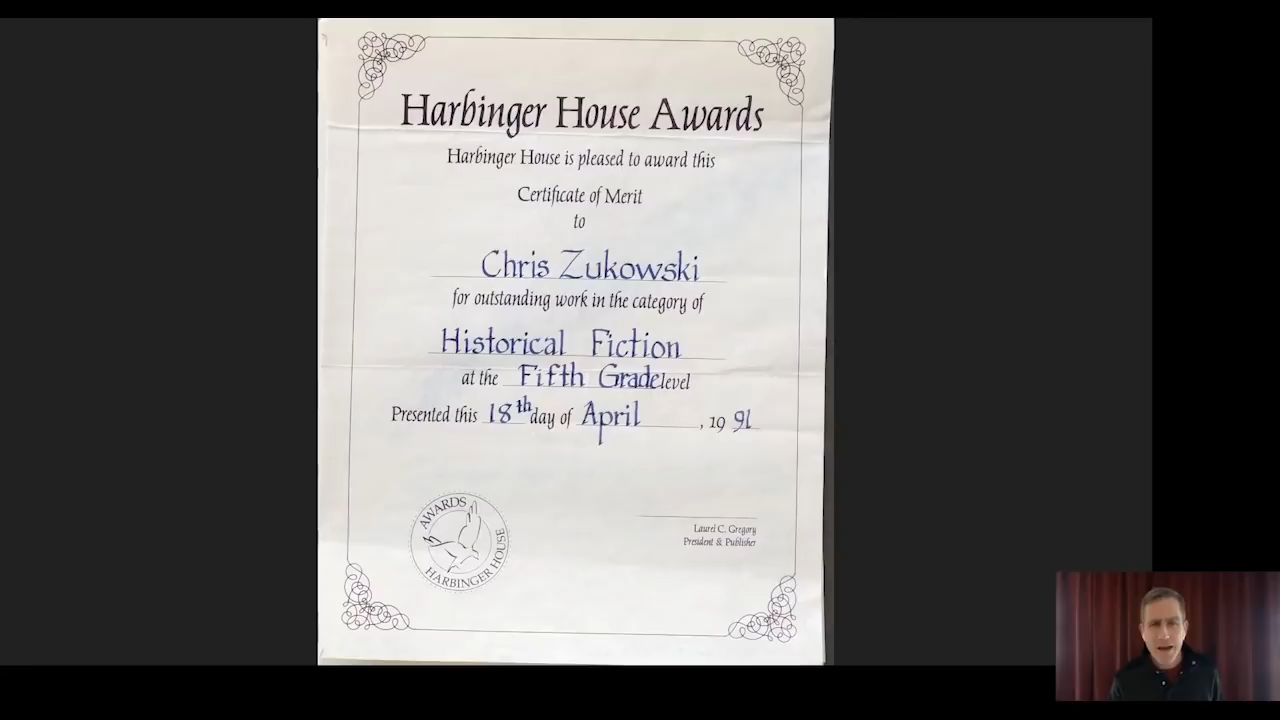 Harbinger House Awards
Harbinger House is pleased to award this
Certificate of Merit
to
Chris Zukowski
for outstanding work in the category of
Historical Fiction
at the Fifth Grade level
Presented this 18th day of April , 19 91
AWARDS
HARBINGER HOUSE
Laurel C. Gregory
President & Publisher